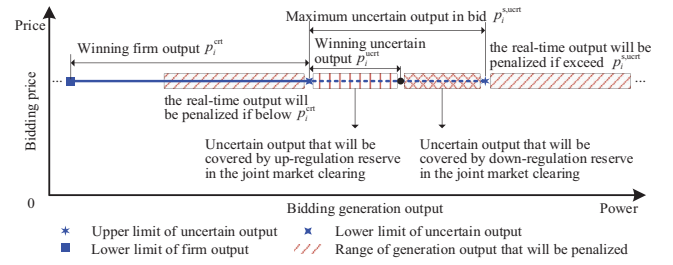 Price
Maximum uncertain output in bid p_i^{s,ucrt}
Winning firm output p_i^{crt}
Winning uncertain
output p_i^{ucrt}
the real-time output will be
penalized if exceed p_i^{s,ucrt}
...
...
the real-time output will
be penalized if below p_i^{crt}
Bidding price
Uncertain output that will be
covered by up-regulation reserve
in the joint market clearing
Uncertain output that will be
covered by down-regulation reserve
in the joint market clearing
0
Bidding generation output
Power
Upper limit of uncertain output
Lower limit of uncertain output
Lower limit of firm output
Range of generation output that will be penalized